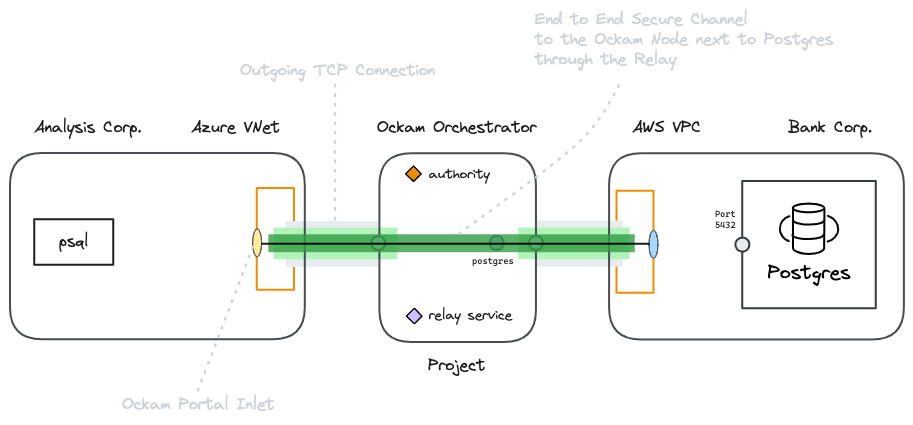 End to End Secure Channel
to the Ockam Node next to Postgres
through the Relay
Outgoing TCP Connection
Analysis Corp.
Azure VNet
Ockam Orchestrator
AWS VPC
Bank Corp.
authority
psql
postgres
Port
5432
Postgres
relay service
Project
Ockam Portal Inlet